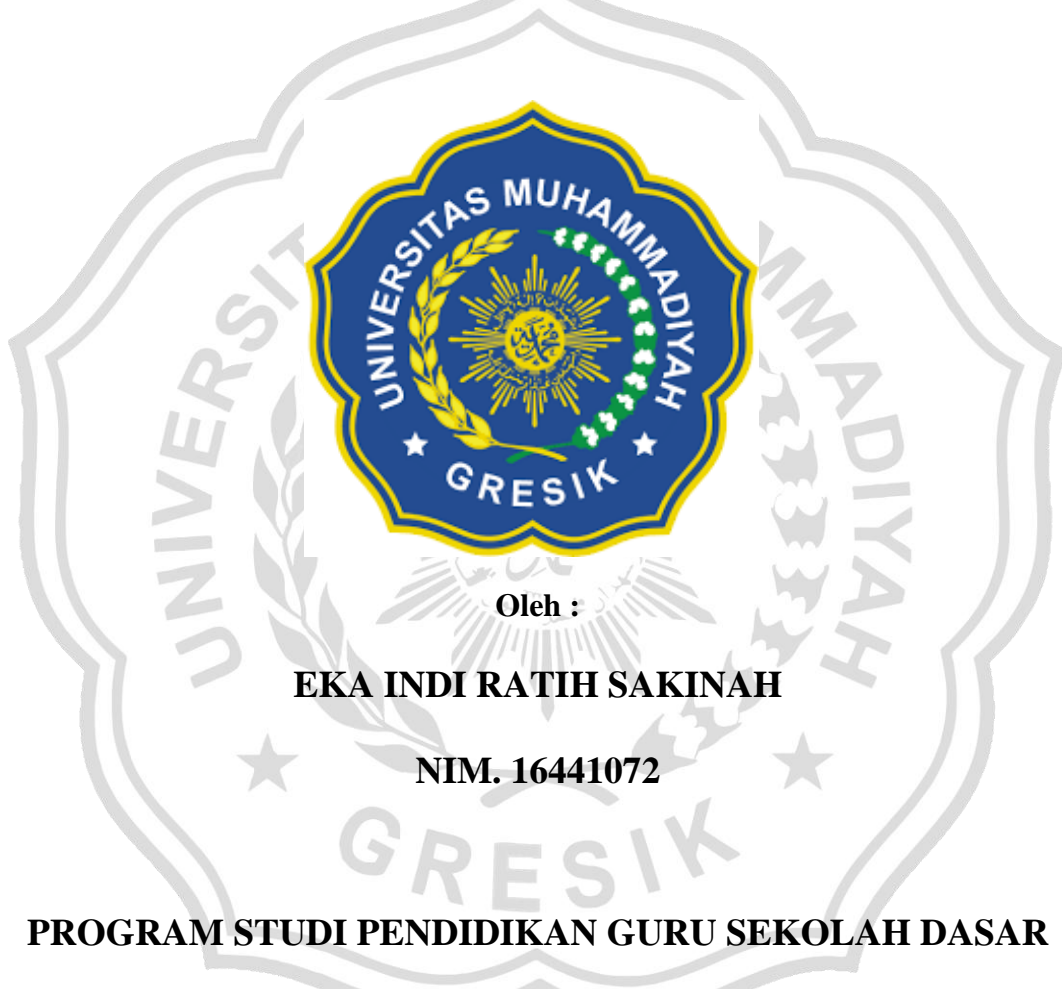 UNIVERSITAS MUHAMMADIYAH
GRESIK
Oleh :
EKA INDI RATIH SAKINAH
NIM. 16441072
PROGRAM STUDI PENDIDIKAN GURU SEKOLAH DASAR